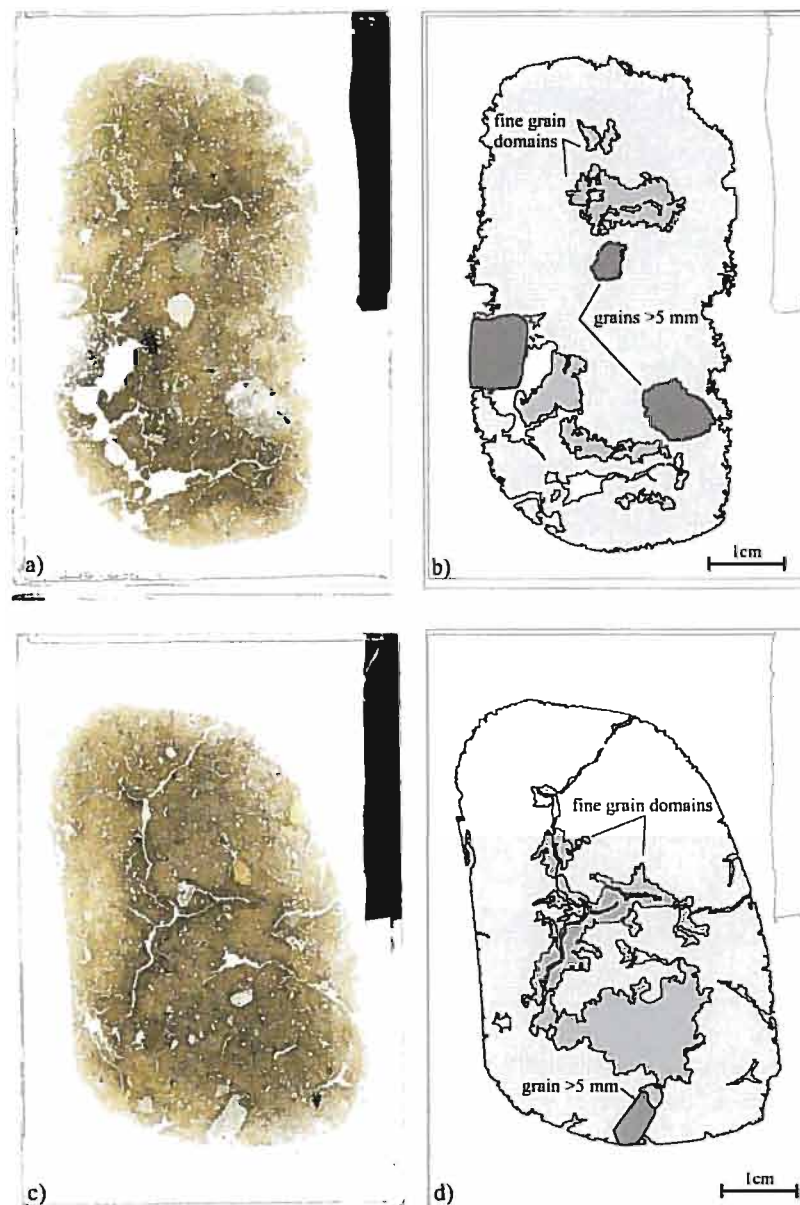 a)
fine grain
domains
grains >5 mm
1cm
b)
c)
fine grain domains
grain >5 mm
1cm
d)